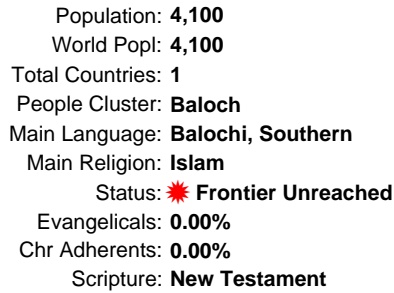 Population: 4,100
World Popl: 4,100
Total Countries: 1
People Cluster: Baloch
Main Language: Balochi, Southern
Main Religion: Islam
Status: Frontier Unreached
Evangelicals: 0.00%
Chr Adherents: 0.00%
Scripture: New Testament